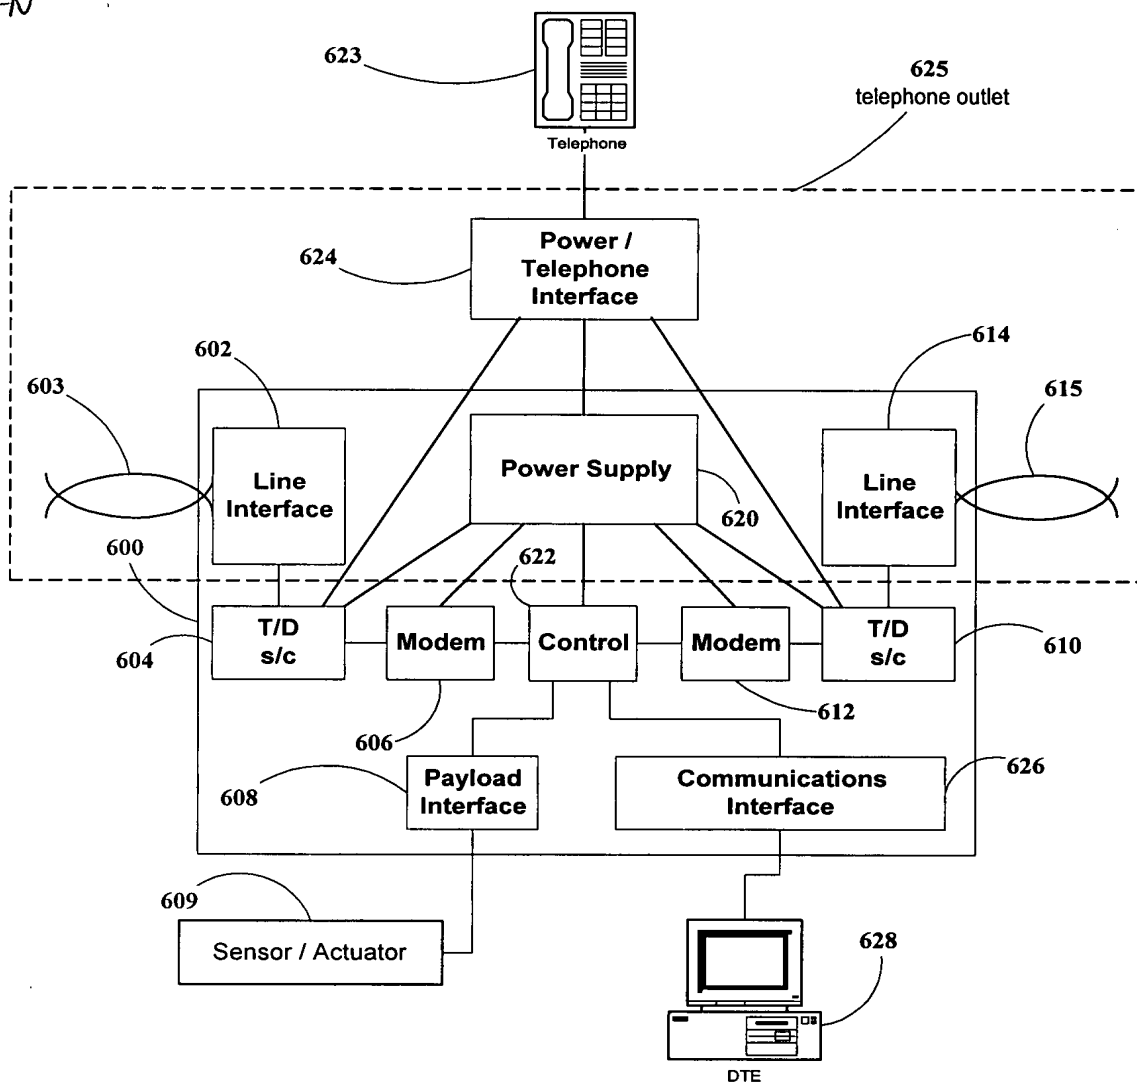 623
Telephone
625
telephone outlet
624
Power /
Telephone
Interface
602
614
603
615
Line
Interface
Power Supply
620
Line
Interface
600
622
604
T/D
s/c
Modem
Control
Modem
T/D
s/c
610
606
612
608
Payload
Interface
Communications
Interface
626
609
Sensor / Actuator
628
DTE